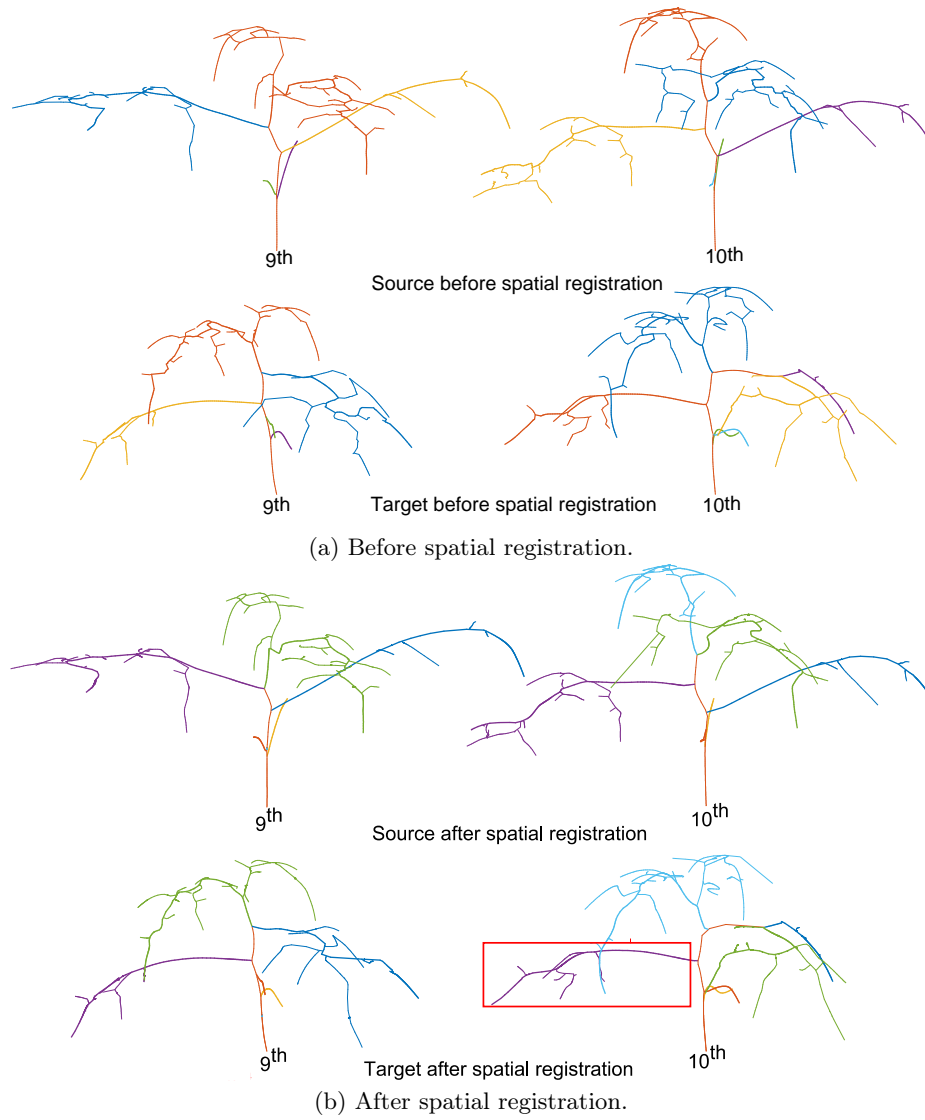 9th 10th
Source before spatial registration
9th 10th
Target before spatial registration
(a) Before spatial registration.
9th 10th
Source after spatial registration
9th 10th
Target after spatial registration
(b) After spatial registration.